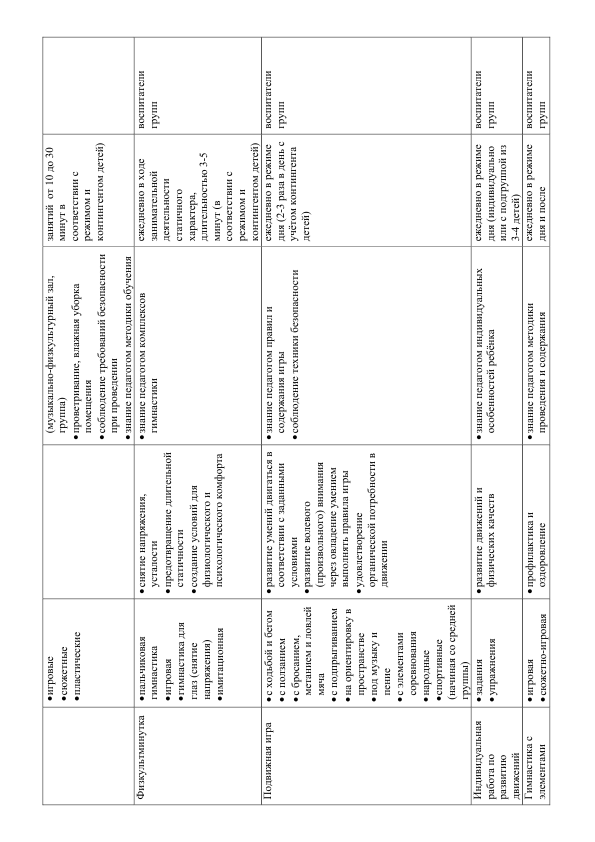 •игровые
•сюжетные
•пластические
(музыкально-физкультурный зал,
группа)
•проветривание, влажная уборка
помещения
•соблюдение требований безопасности
при проведении
•знание педагогом методики обучения
занятий от 10 до 30
минут в
соответствии с
режимом и
контингентом детей)
Физкультминутка
•пальчиковая
гимнастика
•игровая
•гимнастика для
глаз (снятие
напряжения)
•имитационная
•снятие напряжения,
усталости
•предотвращение длительной
статичности
•создание условий для
физиологического и
психологического комфорта
•знание педагогом комплексов
гимнастики
ежедневно в ходе
занимательной
деятельности
статичного
характера,
длительностью 3-5
минут (в
соответствии с
режимом и
контингентом детей)
воспитатели
групп
Подвижная игра
•с ходьбой и бегом
•с ползанием
•с бросанием,
метанием и ловлей
мяча
•с подпрыгиванием
•на ориентировку в
пространстве
•под музыку и
пение
•с элементами
соревнования
•народные
•спортивные
(начиная со средней
группы)
•развитие умений двигаться в
соответствии с заданными
условиями
•развитие волевого
(произвольного) внимания
через овладение умением
выполнять правила игры
•удовлетворение
органической потребности в
движении
•знание педагогом правил и
содержания игры
•соблюдение техники безопасности
ежедневно в режиме
дня (2-3 раза в день с
учётом контингента
детей)
воспитатели
групп
Индивидуальная
работа по
развитию
движений
•задания
•упражнения
•развитие движений и
физических качеств
•знание педагогом индивидуальных
особенностей ребёнка
ежедневно в режиме
дня (индивидуально
или с подгруппой из
3-4 детей)
воспитатели
групп
Гимнастика с
элементами
•игровая
•сюжетно-игровая
•профилактика и
оздоровление
•знание педагогом методики
проведения и содержания
ежедневно в режиме
дня и после
воспитатели
групп